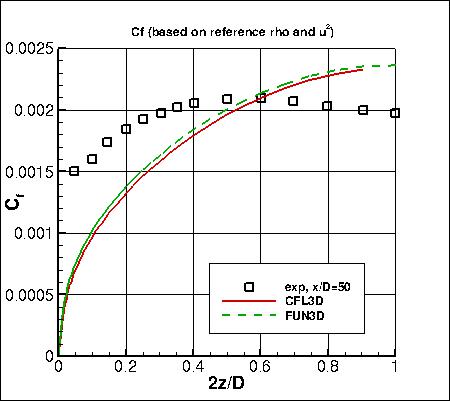 Cf (based on reference rho and u²)
0.0025
0.002
0.0015
0.001
0.0005
0
Cf
exp, x/D=50
CFL3D
FUN3D
0 0.2 0.4 0.6 0.8 1
2z/D